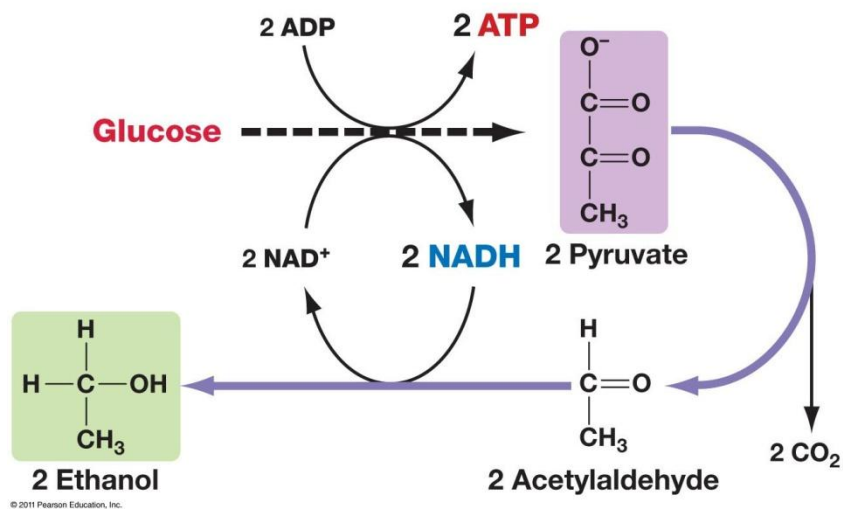 2 ADP
2 ATP
O⁻
C=O
C=O
CH₃
Glucose
2 NAD⁺
2 NADH
2 Pyruvate
H
H—C—OH
CH₃
2 Ethanol
H
C=O
CH₃
2 Acetylaldehyde
2 CO₂
© 2011 Pearson Education, Inc.